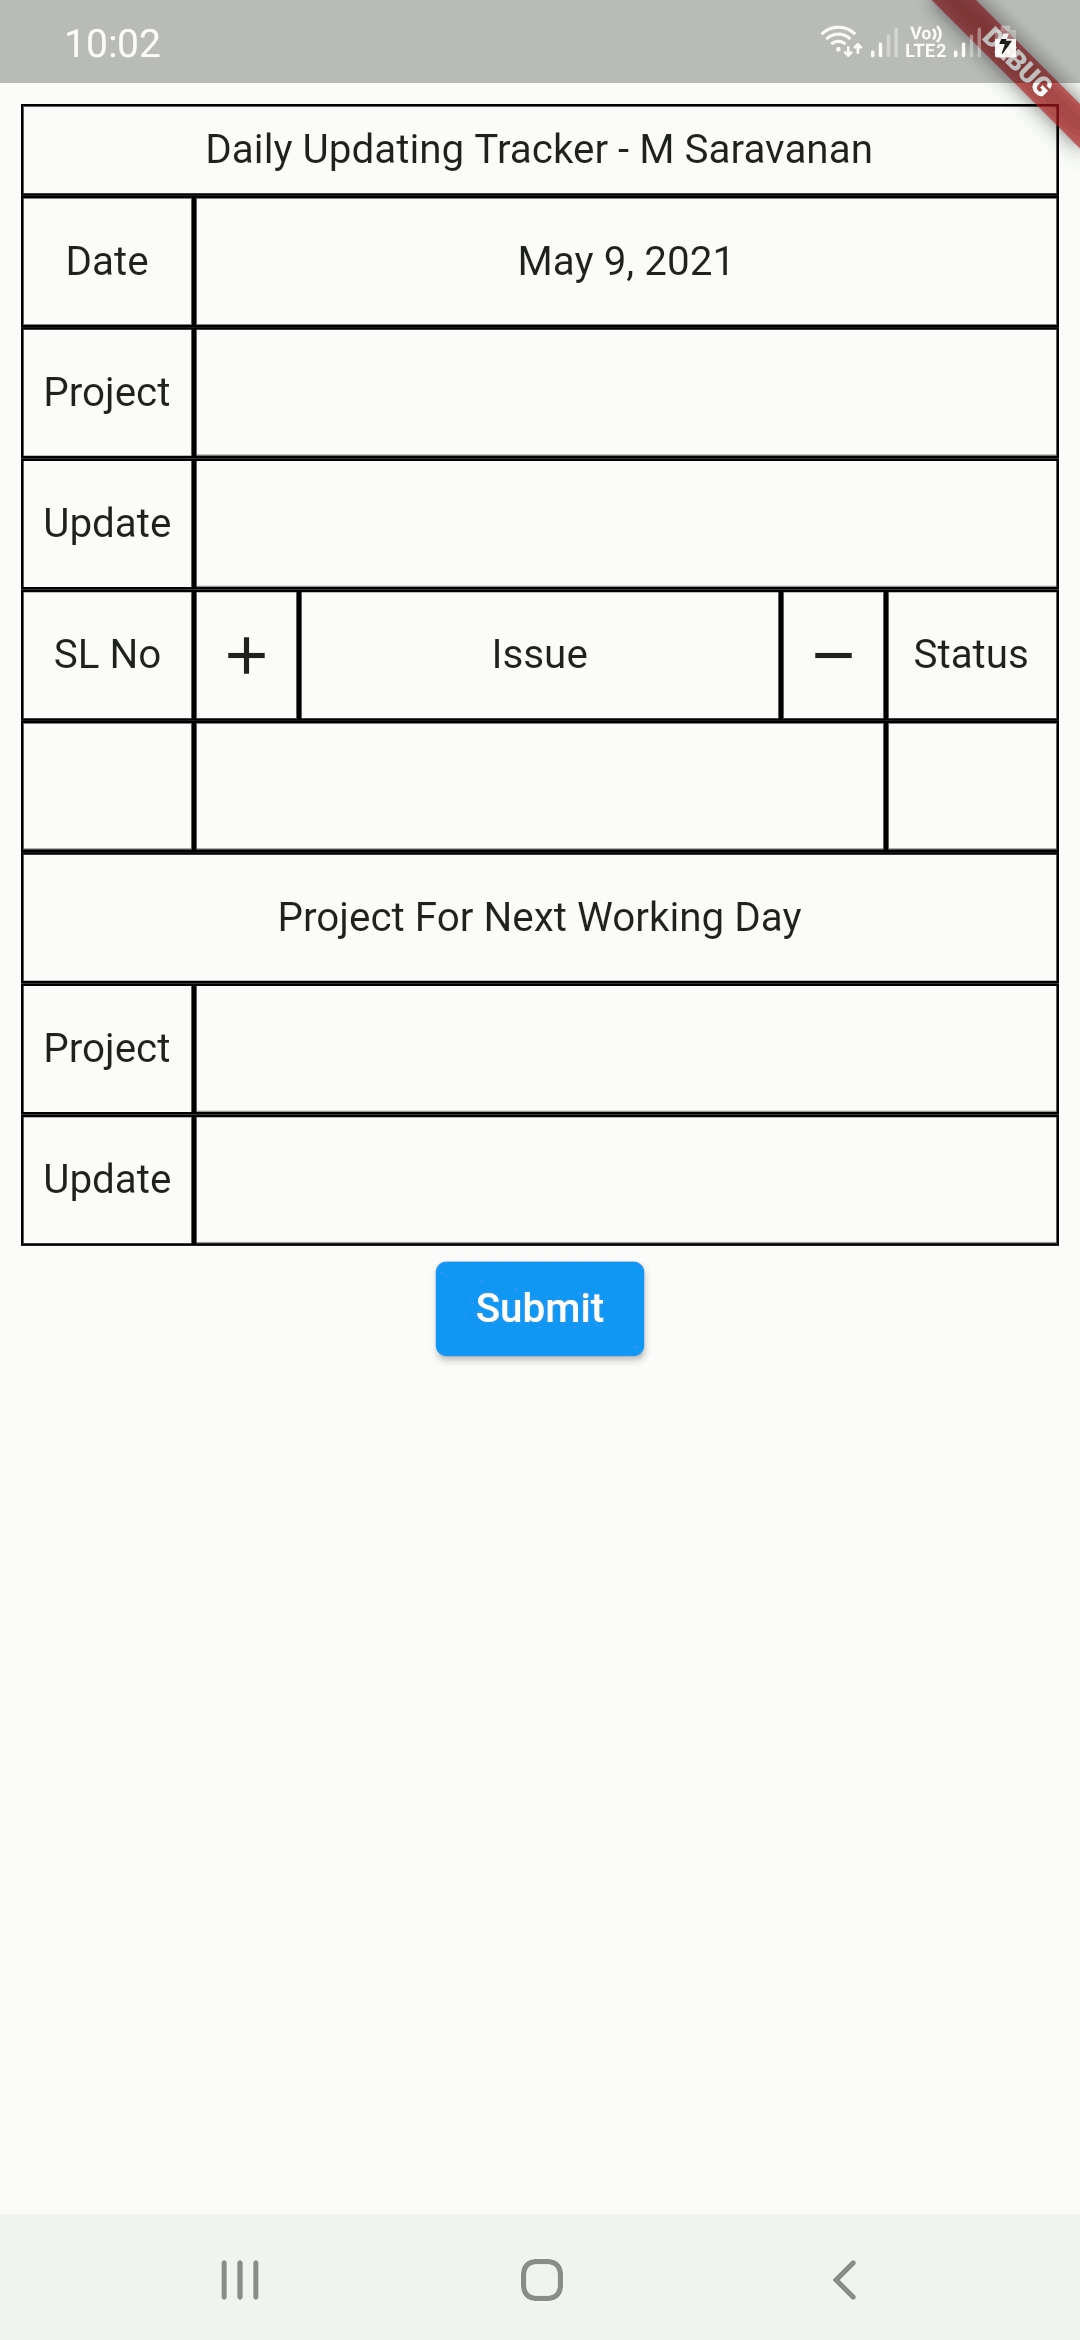 10:02
Vo))
LTE2
DEBUG
Daily Updating Tracker - M Saravanan
Date
May 9, 2021
Project
Update
SL No + Issue − Status
Project For Next Working Day
Project
Update
Submit